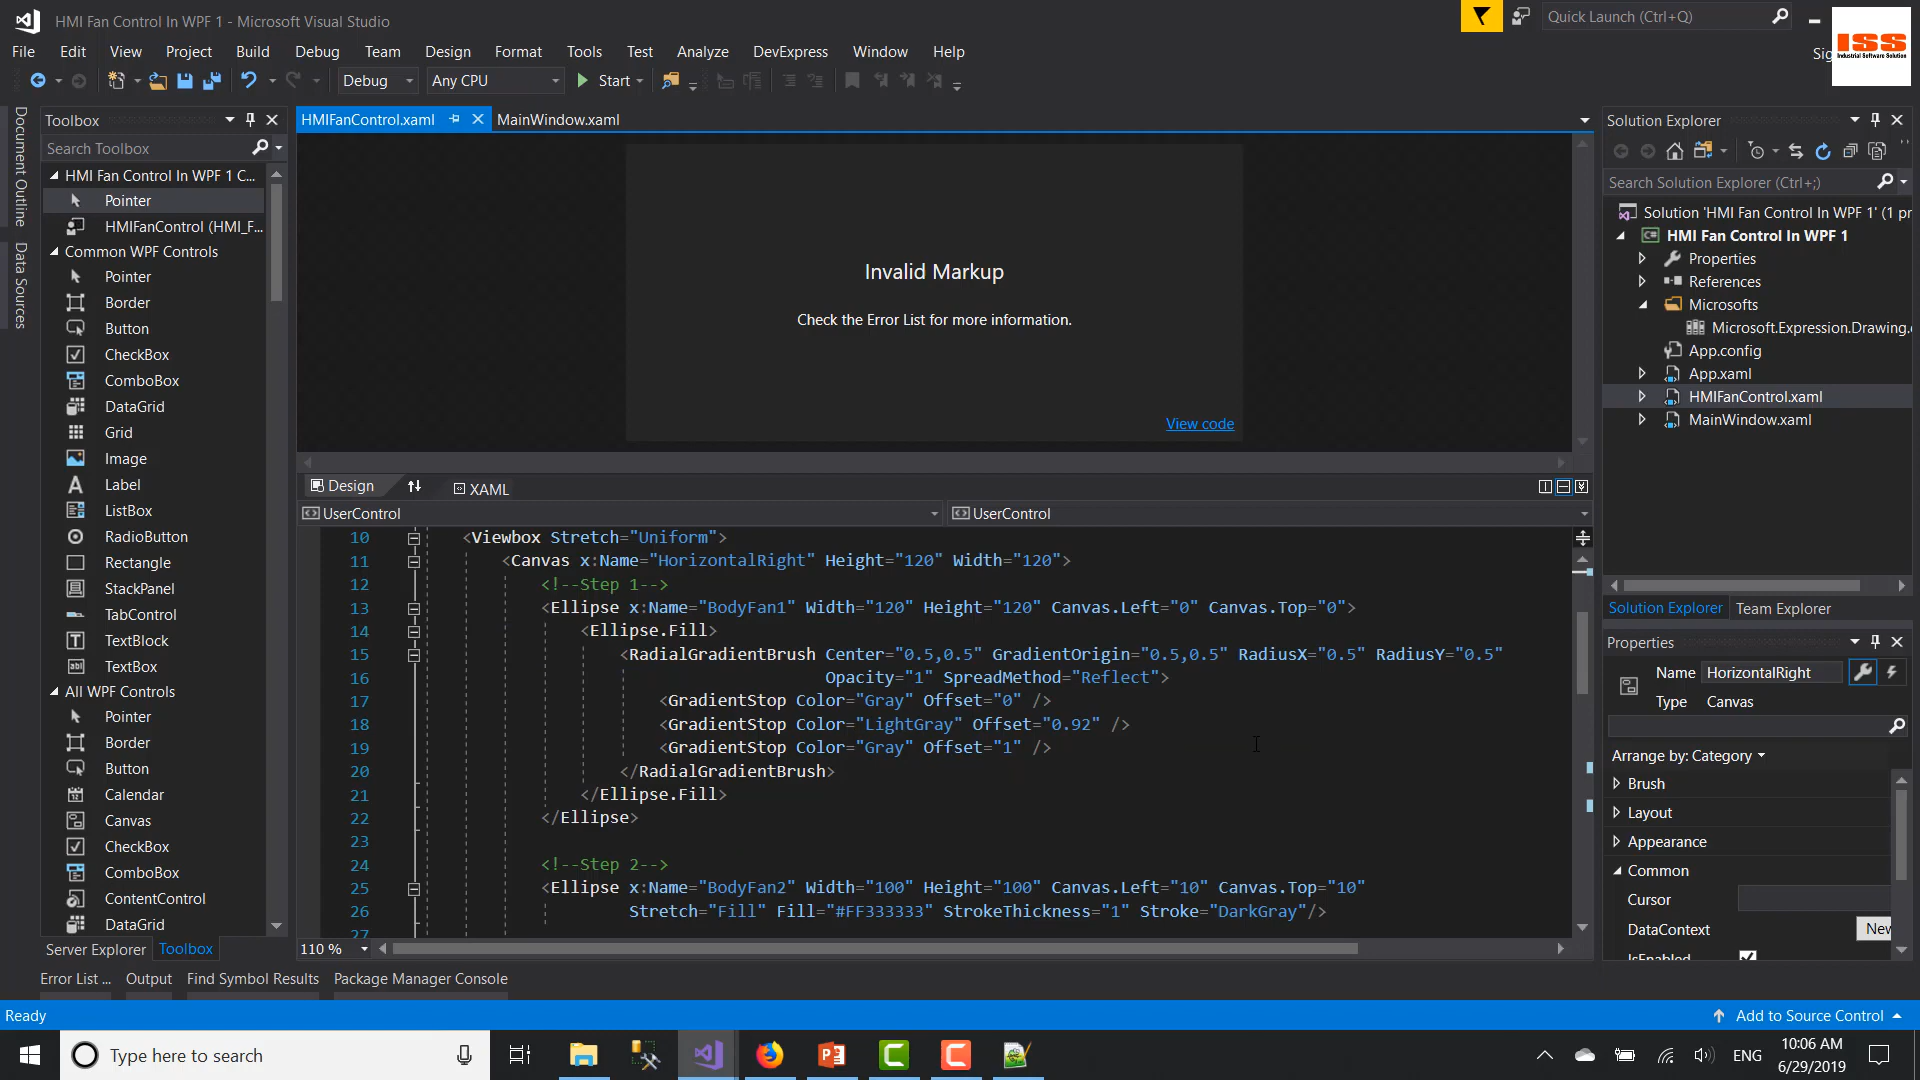 HMI Fan Control In WPF 1 - Microsoft Visual Studio
Quick Launch (Ctrl+Q)
File Edit View Project Build Debug Team Design Format Tools Test Analyze DevExpress Window Help
Sig
ISS
Industrial Software Solution
Debug Any CPU Start
Document Outline
Data Sources
Toolbox
Search Toolbox
HMI Fan Control In WPF 1 C...
Pointer
HMIFanControl (HMI_F...
Common WPF Controls
Pointer
Border
Button
CheckBox
ComboBox
DataGrid
Grid
Image
Label
ListBox
RadioButton
Rectangle
StackPanel
TabControl
TextBlock
TextBox
All WPF Controls
Pointer
Border
Button
Calendar
Canvas
CheckBox
ComboBox
ContentControl
DataGrid
Server Explorer Toolbox
HMIFanControl.xaml MainWindow.xaml
Invalid Markup
Check the Error List for more information.
View code
Design XAML
UserControl UserControl
10 <Viewbox Stretch="Uniform">
11 <Canvas x:Name="HorizontalRight" Height="120" Width="120">
12 <!--Step 1-->
13 <Ellipse x:Name="BodyFan1" Width="120" Height="120" Canvas.Left="0" Canvas.Top="0">
14 <Ellipse.Fill>
15 <RadialGradientBrush Center="0.5,0.5" GradientOrigin="0.5,0.5" RadiusX="0.5" RadiusY="0.5"
16 Opacity="1" SpreadMethod="Reflect">
17 <GradientStop Color="Gray" Offset="0" />
18 <GradientStop Color="LightGray" Offset="0.92" />
19 <GradientStop Color="Gray" Offset="1" />
20 </RadialGradientBrush>
21 </Ellipse.Fill>
22 </Ellipse>
23
24 <!--Step 2-->
25 <Ellipse x:Name="BodyFan2" Width="100" Height="100" Canvas.Left="10" Canvas.Top="10"
26 Stretch="Fill" Fill="#FF333333" StrokeThickness="1" Stroke="DarkGray"/>
27
110 %
Solution Explorer
Search Solution Explorer (Ctrl+;)
Solution 'HMI Fan Control In WPF 1' (1 pr
HMI Fan Control In WPF 1
Properties
References
Microsofts
Microsoft.Expression.Drawing.
App.config
App.xaml
HMIFanControl.xaml
MainWindow.xaml
Solution Explorer Team Explorer
Properties
Name HorizontalRight
Type Canvas
Arrange by: Category
Brush
Layout
Appearance
Common
Cursor
DataContext New
IsEnabled
Error List ... Output Find Symbol Results Package Manager Console
Ready
Add to Source Control
Type here to search
ENG
10:06 AM
6/29/2019